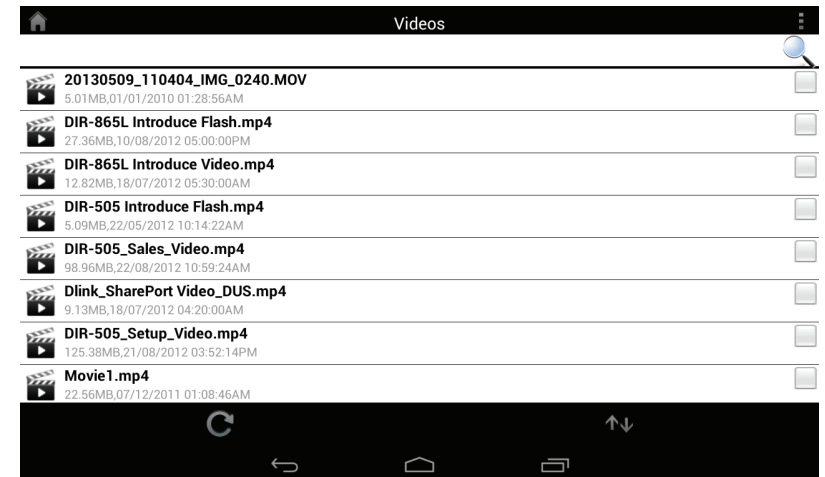 Videos
20130509_110404_IMG_0240.MOV
5.01MB,01/01/2010 01:28:56AM
DIR-865L Introduce Flash.mp4
27.36MB,10/08/2012 05:00:00PM
DIR-865L Introduce Video.mp4
12.82MB,18/07/2012 05:30:00AM
DIR-505 Introduce Flash.mp4
5.09MB,22/05/2012 10:14:22AM
DIR-505_Sales_Video.mp4
98.96MB,22/08/2012 10:59:24AM
Dlink_SharePort Video_DUS.mp4
9.13MB,18/07/2012 04:20:00AM
DIR-505_Setup_Video.mp4
125.38MB,21/08/2012 03:52:14PM
Movie1.mp4
22.56MB,07/12/2011 01:08:46AM